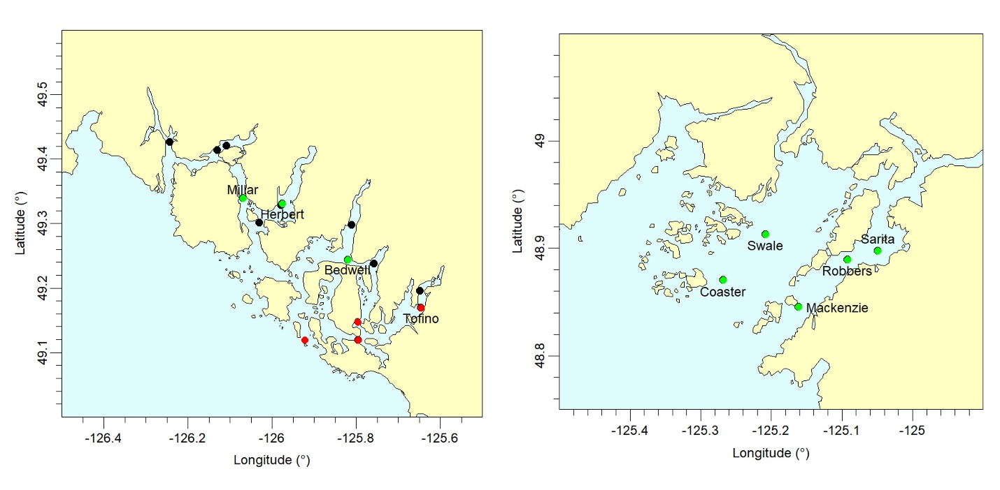 49.5
49.4
49.3
49.2
49.1
Latitude (°)
Millar
Herbert
Bedwell
Tofino
-126.4
-126.2
-126
-125.8
-125.6
Longitude (°)
49
48.9
48.8
Latitude (°)
Swale
Sarita
Robbers
Coaster
Mackenzie
-125.4
-125.3
-125.2
-125.1
-125
Longitude (°)